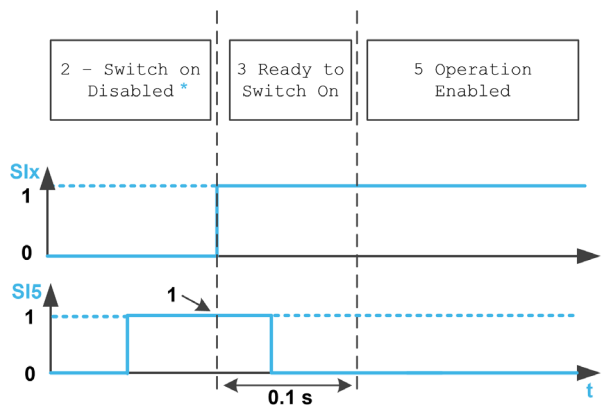 2 – Switch on
Disabled *
3 Ready to
Switch On
5 Operation
Enabled
SIx
1
0
SI5
1
1
0
0.1 s
t